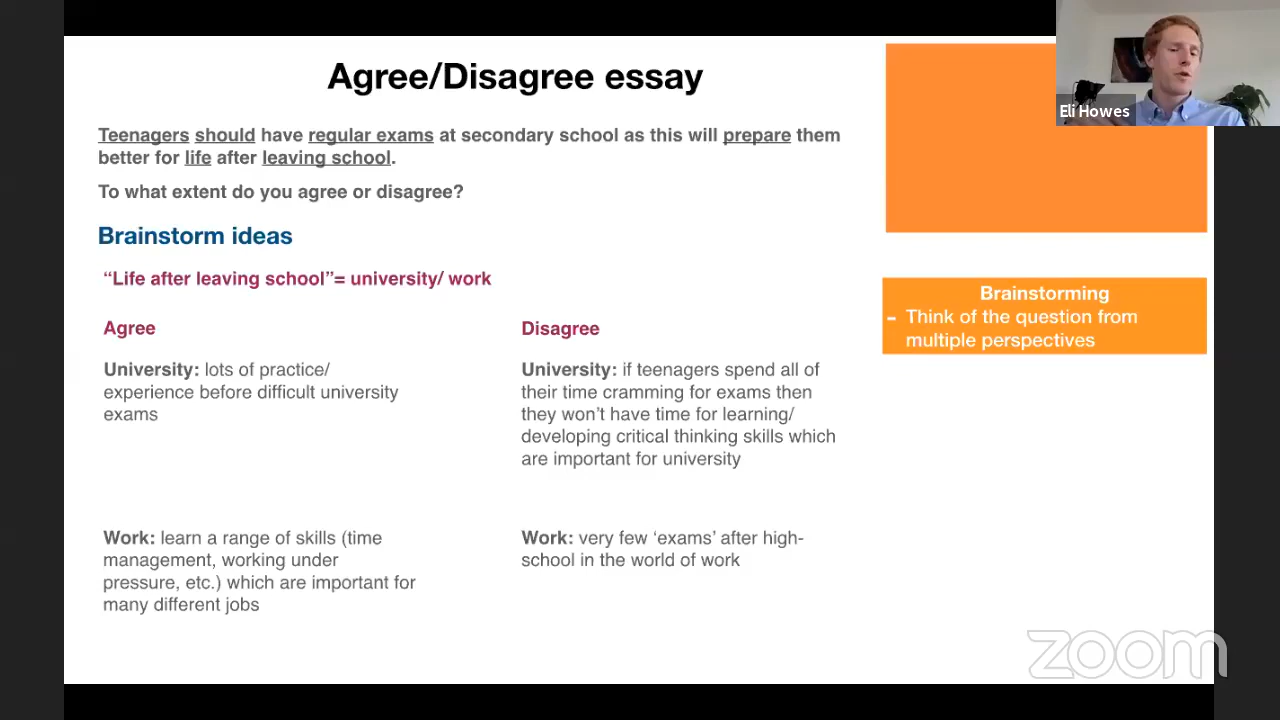 Agree/Disagree essay
Teenagers should have regular exams at secondary school as this will prepare them
better for life after leaving school.
To what extent do you agree or disagree?
Brainstorm ideas
“Life after leaving school”= university/ work
Agree
University: lots of practice/
experience before difficult university
exams
Work: learn a range of skills (time
management, working under
pressure, etc.) which are important for
many different jobs
Disagree
University: if teenagers spend all of
their time cramming for exams then
they won’t have time for learning/
developing critical thinking skills which
are important for university
Work: very few ‘exams’ after high-
school in the world of work
Eli Howes
Brainstorming
- Think of the question from
multiple perspectives
zoom